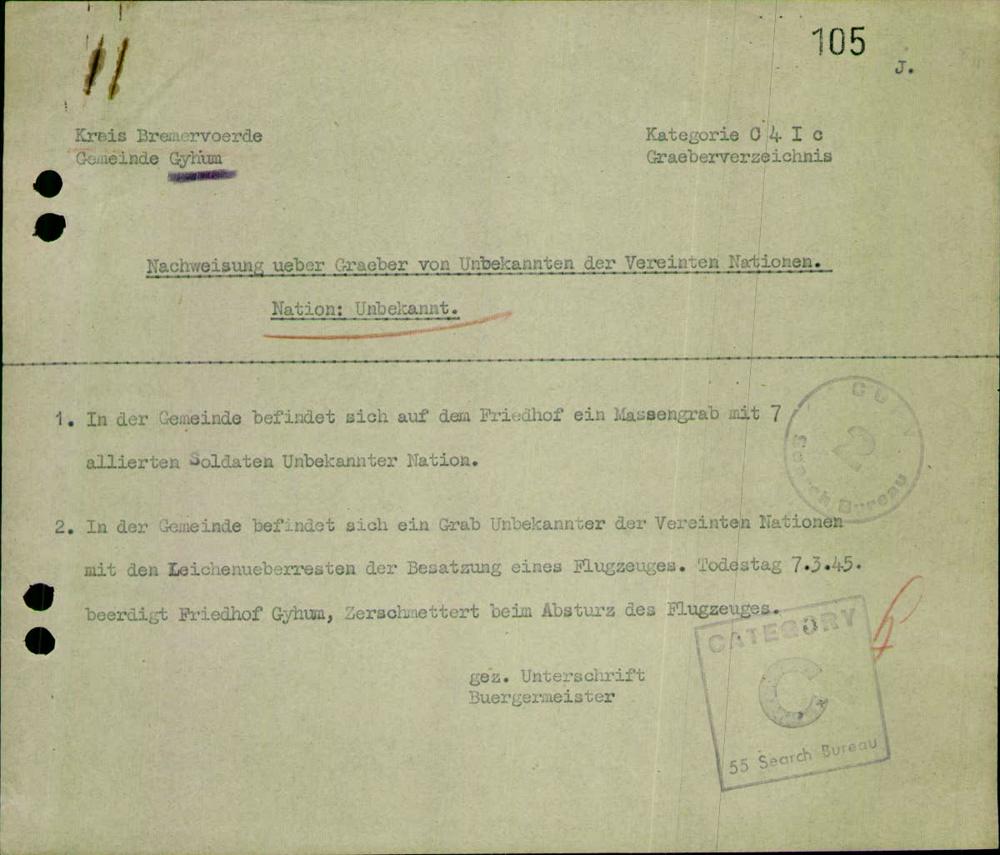 105
J.
Kreis Bremervoerde
Gemeinde Gyhum
Kategorie C 4 I c
Graeberverzeichnis
Nachweisung ueber Graeber von Unbekannten der Vereinten Nationen.
Nation: Unbekannt.
1. In der Gemeinde befindet sich auf dem Friedhof ein Massengrab mit 7
allierten Soldaten Unbekannter Nation.
2. In der Gemeinde befindet sich ein Grab Unbekannter der Vereinten Nationen
mit den Leichenueberresten der Besatzung eines Flugzeuges. Todestag 7.3.45.
beerdigt Friedhof Gyhum, Zerschmettert beim Absturz des Flugzeuges.
gez. Unterschrift
Buergermeister
2
Bureau
CATEGORY
C
55 Search Bureau